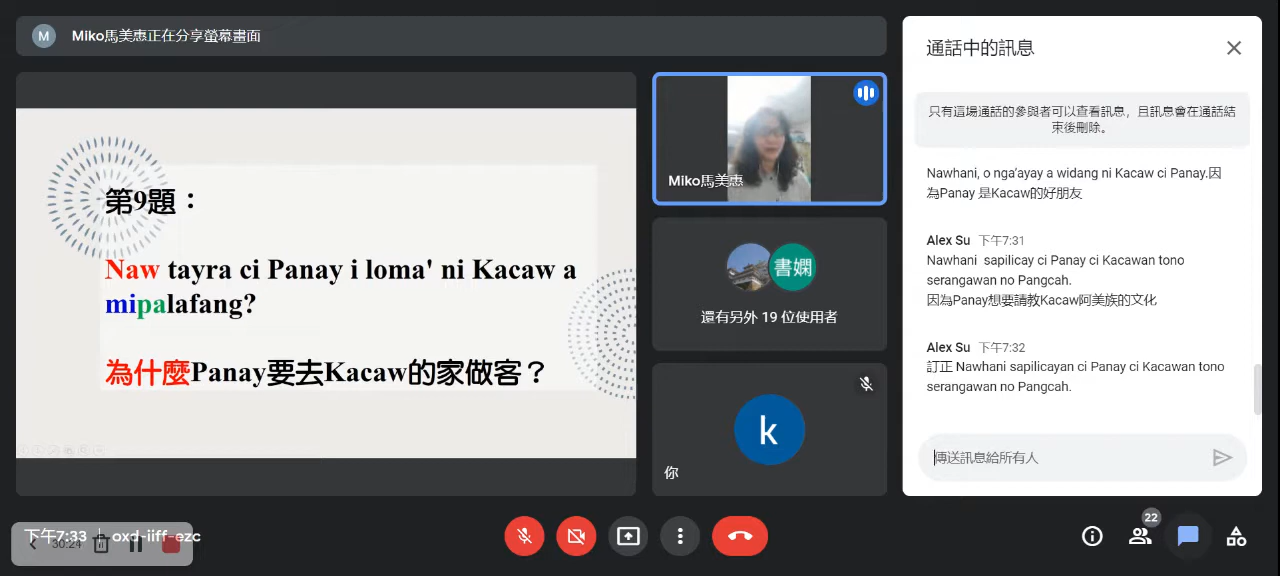 M Miko馬美惠正在分享螢幕畫面
第9題：
Naw tayra ci Panay i loma' ni Kacaw a
mipalafang?
為什麼Panay要去Kacaw的家做客？
Miko馬美惠
書嫻
還有另外 19 位使用者
k
你
通話中的訊息
只有這場通話的參與者可以查看訊息，且訊息會在通話結
束後刪除。
Nawhani, o nga'ayay a widang ni Kacaw ci Panay.因
為Panay 是Kacaw的好朋友
Alex Su 下午7:31
Nawhani sapilicay ci Panay ci Kacawan tono
serangawan no Pangcah.
因為Panay想要請教Kacaw阿美族的文化
Alex Su 下午7:32
訂正 Nawhani sapilicayan ci Panay ci Kacawan tono
serangawan no Pangcah.
傳送訊息給所有人
下午7:33 | oxd-iiff-ezc
30:24
22